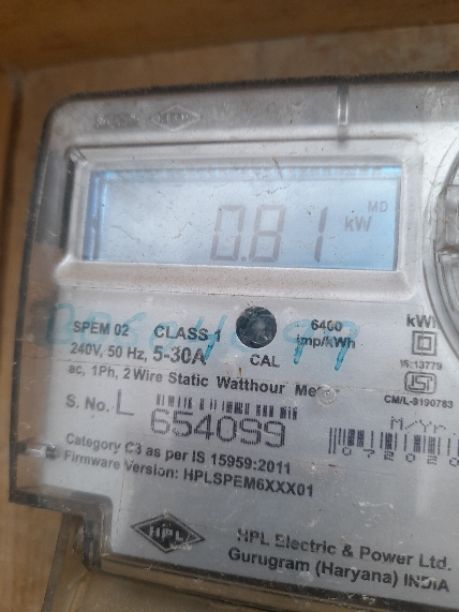 MD
0.81 kW
SPEM 02 CLASS 1
240V, 50 Hz, 5-30A
CAL
6400
imp/kWh
kWh
IS:13779
CM/L-9190783
ac, 1Ph, 2 Wire Static Watthour
S. No. L 6540999
M/Yr
Category C3 as per IS 15959:2011
Firmware Version: HPLSPEM6XXX01
HPL
HPL Electric & Power Ltd.
Gurugram (Haryana) INDIA